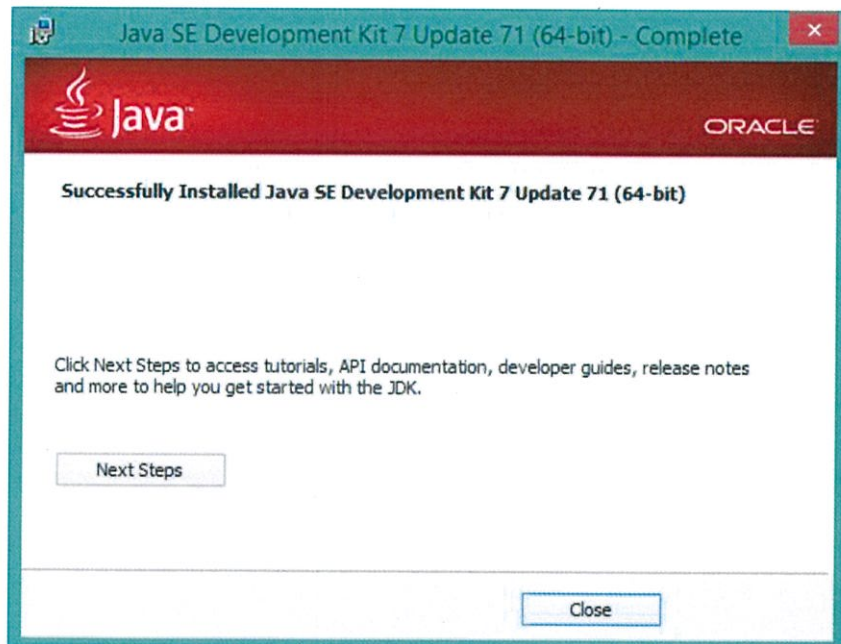 Java SE Development Kit 7 Update 71 (64-bit) - Complete
Java™
ORACLE
Successfully Installed Java SE Development Kit 7 Update 71 (64-bit)
Click Next Steps to access tutorials, API documentation, developer guides, release notes
and more to help you get started with the JDK.
Next Steps
Close